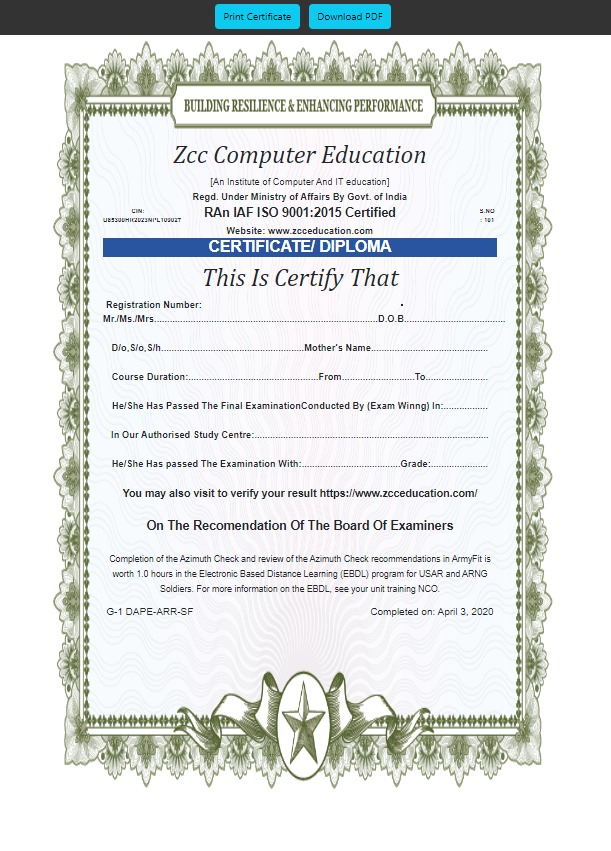 Print Certificate Download PDF
BUILDING RESILIENCE & ENHANCING PERFORMANCE
Zcc Computer Education
[An Institute of Computer And IT education]
Regd. Under Ministry of Affairs By Govt. of India
CIN: RAn IAF ISO 9001:2015 Certified S.NO
: 101
Website: www.zcceducation.com
CERTIFICATE/ DIPLOMA
This Is Certify That
Registration Number:
Mr./Ms./Mrs.....................................................................................D.O.B......................................
D/o,S/o,S/h.....................................................Mother's Name...........................................
Course Duration:.................................................From...........................To.......................
He/She Has Passed The Final ExaminationConducted By (Exam Winng) In:................
In Our Authorised Study Centre:.......................................................................................
He/She Has passed The Examination With:....................................Grade:.....................
You may also visit to verify your result https://www.zcceducation.com/
On The Recomendation Of The Board Of Examiners
Completion of the Azimuth Check and review of the Azimuth Check recommendations in ArmyFit is
worth 1.0 hours in the Electronic Based Distance Learning (EBDL) program for USAR and ARNG
Soldiers. For more information on the EBDL, see your unit training NCO.
G-1 DAPE-ARR-SF Completed on: April 3, 2020